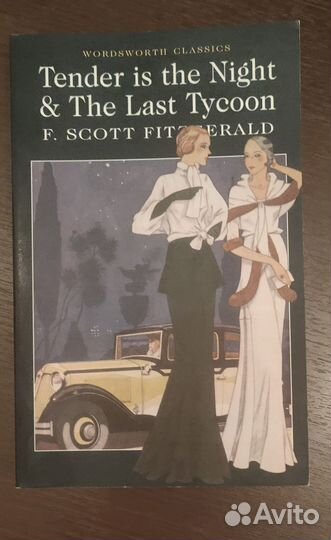 WORDSWORTH CLASSICS
Tender is the Night
& The Last Tycoon
F. SCOTT FITZGERALD
Avito